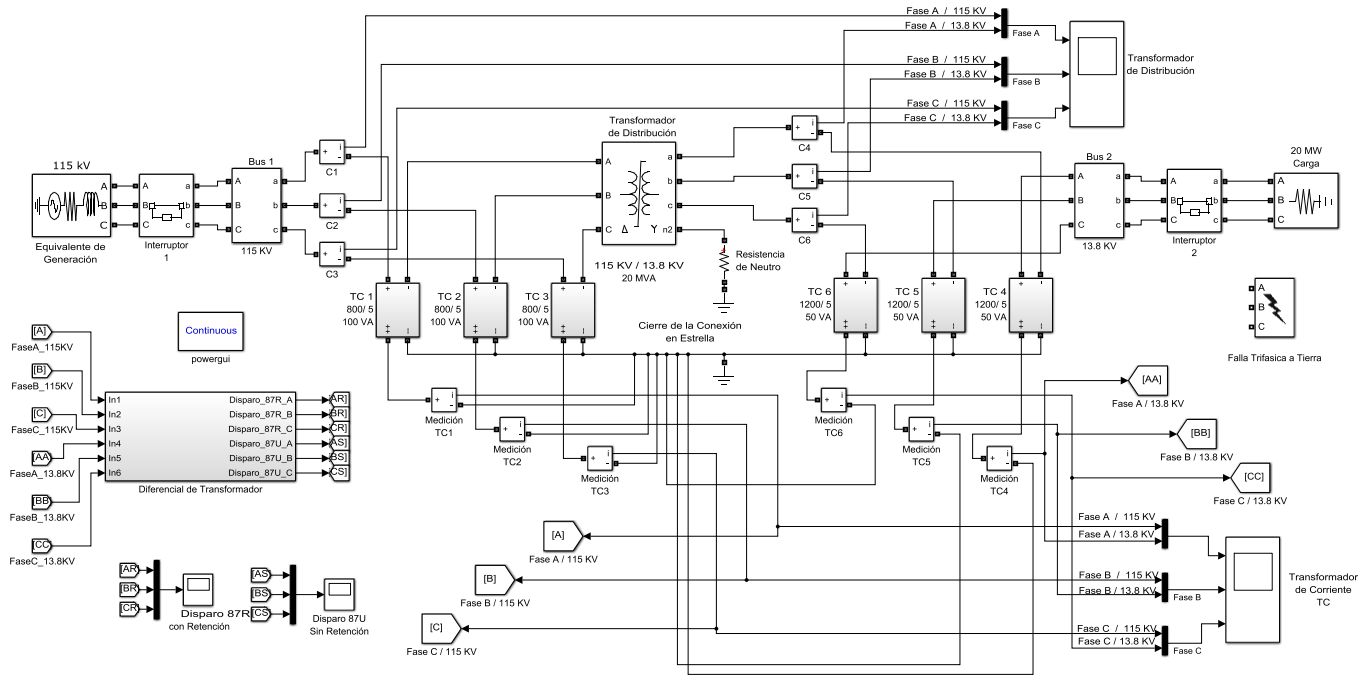 Fase A / 115 KV
Fase A / 13.8 KV
Fase A
Fase B / 115 KV
Fase B / 13.8 KV
Fase B
Fase C / 115 KV
Fase C / 13.8 KV
Fase C
Transformador
de Distribución
115 kV
A
B
C
Equivalente de
Generación
A
B
C
a
b
c
Interruptor
1
Bus 1
A
B
C
a
b
c
115 KV
+
i
-
C1
+
i
-
C2
+
i
-
C3
Transformador
de Distribución
A
B
C
a
b
c
n2
Δ
Y
115 KV / 13.8 KV
20 MVA
+
i
-
C4
+
i
-
C5
+
i
-
C6
Resistencia
de Neutro
Bus 2
A
B
C
a
b
c
13.8 KV
A
B
C
a
b
c
Interruptor
2
20 MW
Carga
A
B
C
TC 1
800/ 5
100 VA
TC 2
800/ 5
100 VA
TC 3
800/ 5
100 VA
TC 6
1200/ 5
50 VA
TC 5
1200/ 5
50 VA
TC 4
1200/ 5
50 VA
Cierre de la Conexión
en Estrella
A
B
C
Falla Trifasica a Tierra
Continuous
powergui
[A]
FaseA_115KV
[B]
FaseB_115KV
[C]
FaseC_115KV
[AA]
FaseA_13.8KV
[BB]
FaseB_13.8KV
[CC]
FaseC_13.8KV
In1
In2
In3
In4
In5
In6
Disparo_87R_A
Disparo_87R_B
Disparo_87R_C
Disparo_87U_A
Disparo_87U_B
Disparo_87U_C
[AR]
[BR]
[CR]
[AS]
[BS]
[CS]
Diferencial de Transformador
+
i
-
Medición
TC1
+
i
-
Medición
TC2
+
i
-
Medición
TC3
+
i
-
Medición
TC6
+
i
-
Medición
TC5
+
i
-
Medición
TC4
[AA]
Fase A / 13.8 KV
[BB]
Fase B / 13.8 KV
[CC]
Fase C / 13.8 KV
[A]
Fase A / 115 KV
[B]
Fase B / 115 KV
[C]
Fase C / 115 KV
Fase A / 115 KV
Fase A / 13.8 KV
Fase B / 115 KV
Fase B / 13.8 KV
Fase B
Fase C / 115 KV
Fase C / 13.8 KV
Fase C
Transformador
de Corriente
TC
[AR]
[BR]
[CR]
Disparo 87R
con Retención
[AS]
[BS]
[CS]
Disparo 87U
Sin Retención